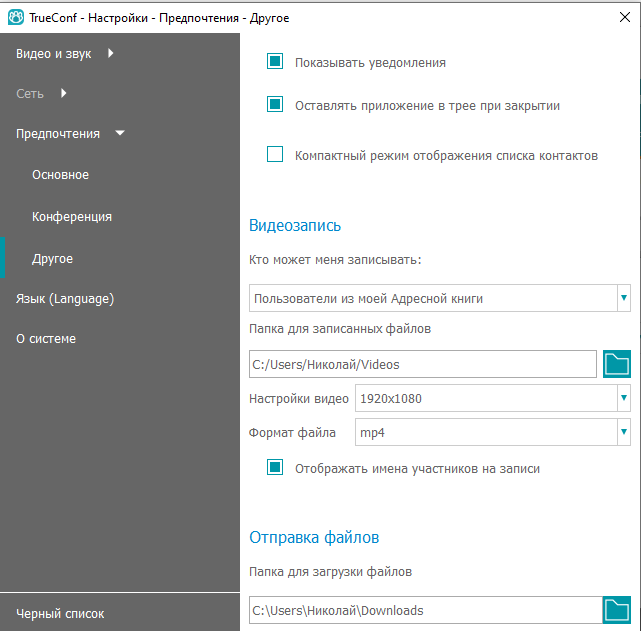 TrueConf - Настройки - Предпочтения - Другое
Видео и звук
Сеть
Предпочтения
Основное
Конференция
Другое
Язык (Language)
О системе
Черный список
Показывать уведомления
Оставлять приложение в трее при закрытии
Компактный режим отображения списка контактов
Видеозапись
Кто может меня записывать:
Пользователи из моей Адресной книги
Папка для записанных файлов
C:/Users/Николай/Videos
Настройки видео 1920x1080
Формат файла mp4
Отображать имена участников на записи
Отправка файлов
Папка для загрузки файлов
C:\Users\Николай\Downloads